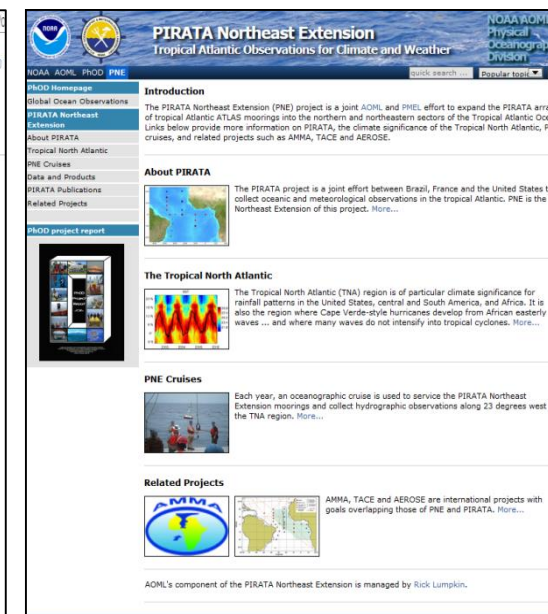 PIRATA Northeast Extension
Tropical Atlantic Observations for Climate and Weather
NOAA AOML
Physical
Oceanograp
Division
NOAA AOML PhOD PNE
quick search ... Popular topic
PhOD Homepage
Global Ocean Observations
PIRATA Northeast
Extension
About PIRATA
Tropical North Atlantic
PNE Cruises
Data and Products
PIRATA Publications
Related Projects
PhOD project report
Introduction
The PIRATA Northeast Extension (PNE) project is a joint AOML and PMEL effort to expand the PIRATA arra
of tropical Atlantic ATLAS moorings into the northern and northeastern sectors of the Tropical Atlantic Oce
Links below provide more information on PIRATA, the climate significance of the Tropical North Atlantic, P
cruises, and related projects such as AMMA, TACE and AEROSE.
About PIRATA
The PIRATA project is a joint effort between Brazil, France and the United States t
collect oceanic and meteorological observations in the tropical Atlantic. PNE is the
Northeast Extension of this project. More...
The Tropical North Atlantic
The Tropical North Atlantic (TNA) region is of particular climate significance for
rainfall patterns in the United States, central and South America, and Africa. It is
also the region where Cape Verde-style hurricanes develop from African easterly
waves ... and where many waves do not intensify into tropical cyclones. More...
PNE Cruises
Each year, an oceanographic cruise is used to service the PIRATA Northeast
Extension moorings and collect hydrographic observations along 23 degrees west
the TNA region. More...
Related Projects
AMMA
AMMA, TACE and AEROSE are international projects with
goals overlapping those of PNE and PIRATA. More...
AOML's component of the PIRATA Northeast Extension is managed by Rick Lumpkin.